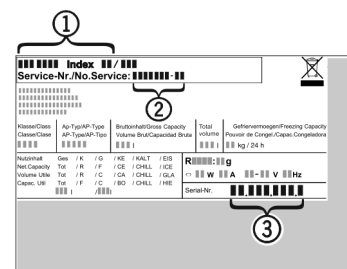 1
Index /
Service-Nr./No.Service: -
2
Klasse/Class Ap-Typ/AP-Type Bruttoinhalt/Gross Capacity Total Gefriervermoegen/Freezing Capacity
Classe/Clase AP-Type/AP-Tipo Volume Brut/Capacidad Bruta volume Pouvoir de Congel./Capac.Congeladora
l l kg / 24 h
Nutzinhalt Ges / K / G / KE / KALT / EIS
Net.Capacity Tot / R / F / CE / CHILL / ICE
Volume Utile Tot / R / C / CA / CHILL / GLA
Capac. Util Tot / F / C / BO / CHILL / HIE
l / l
R : g
W A - V Hz
Serial-Nr. . . .
3